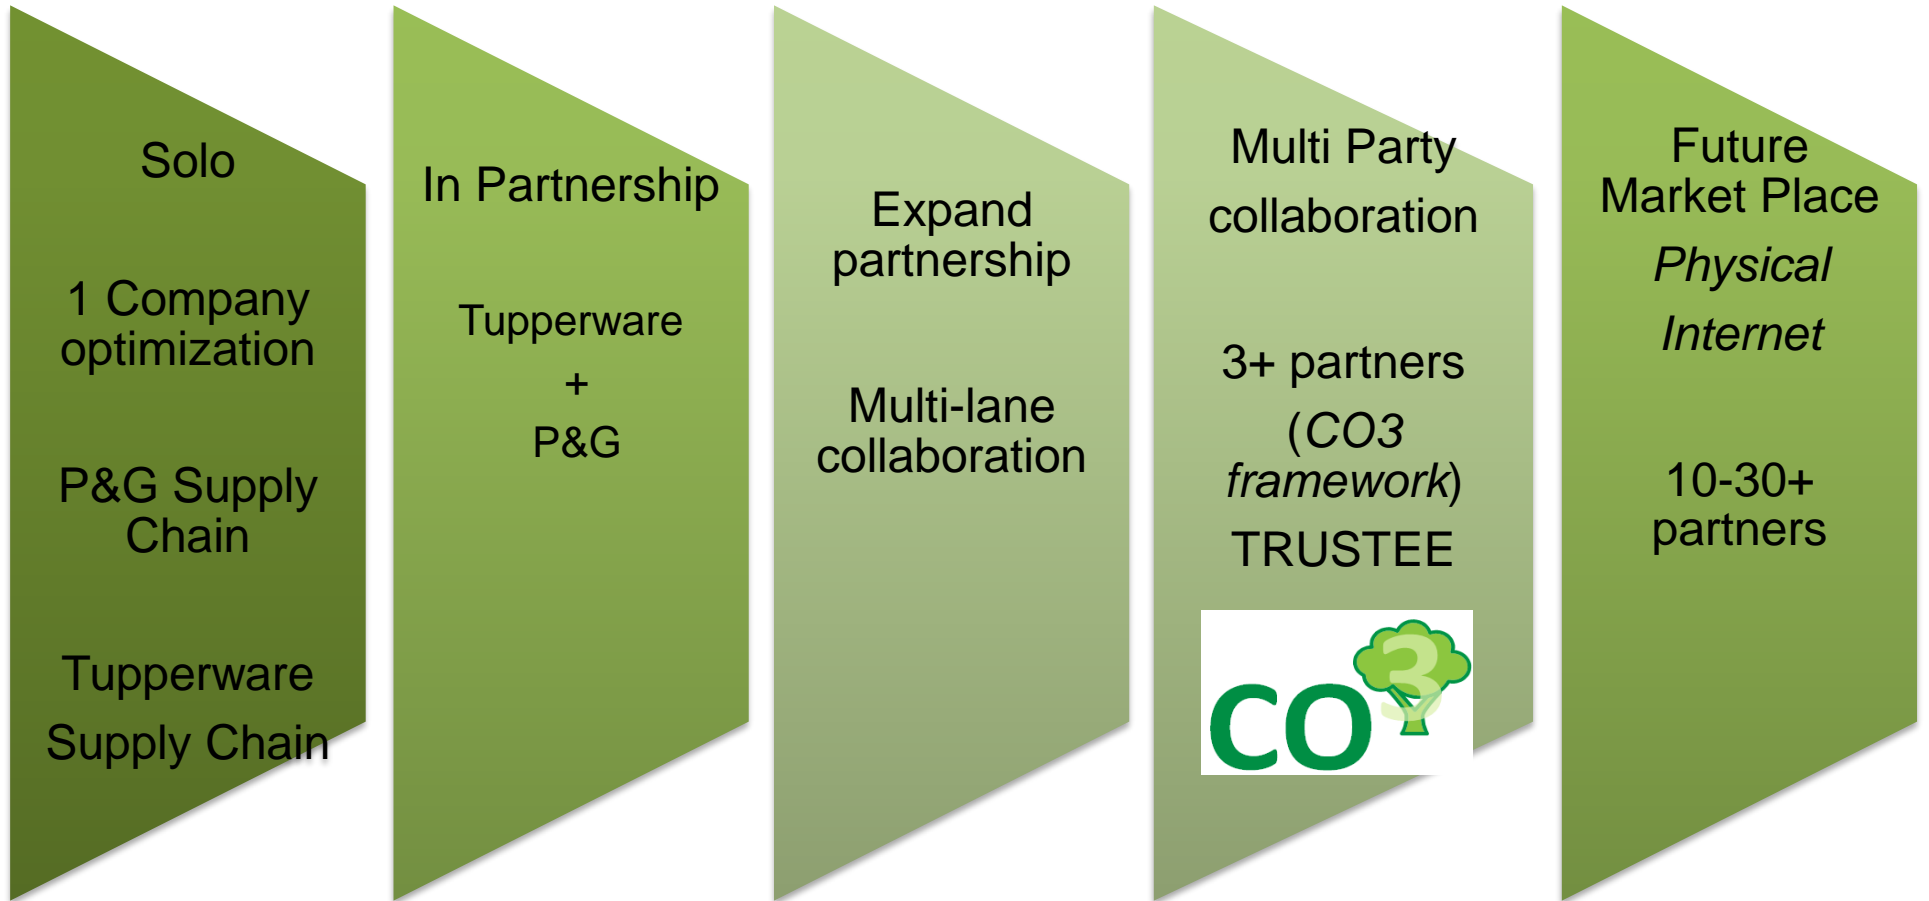 Solo
1 Company
optimization
P&G Supply
Chain
Tupperware
Supply Chain
In Partnership
Tupperware
+
P&G
Expand
partnership
Multi-lane
collaboration
Multi Party
collaboration
3+ partners
(CO3
framework)
TRUSTEE
CO3
Future
Market Place
Physical
Internet
10-30+
partners